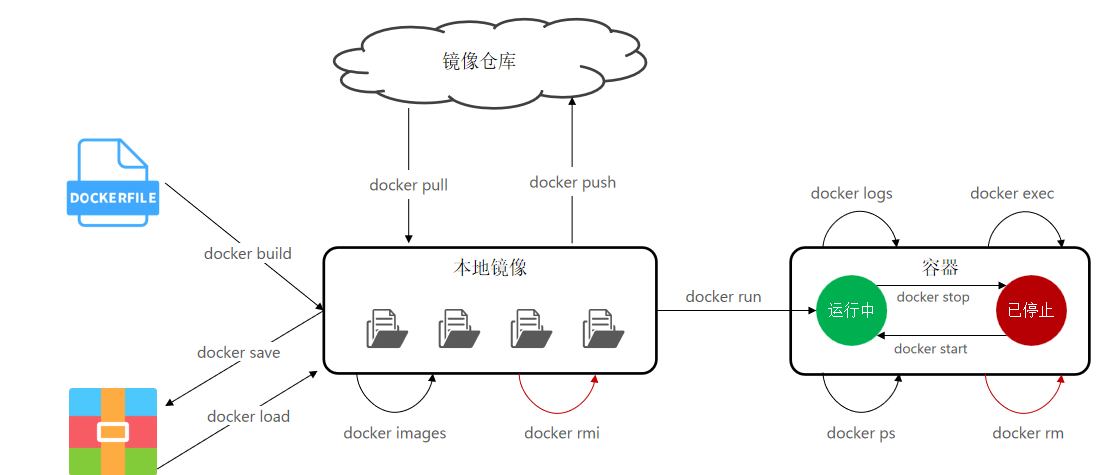 镜像仓库
docker pull
docker push
DOCKERFILE
docker build
docker logs
docker exec
本地镜像
容器
docker run
运行中
docker stop
已停止
docker start
docker save
docker load
docker images
docker rmi
docker ps
docker rm